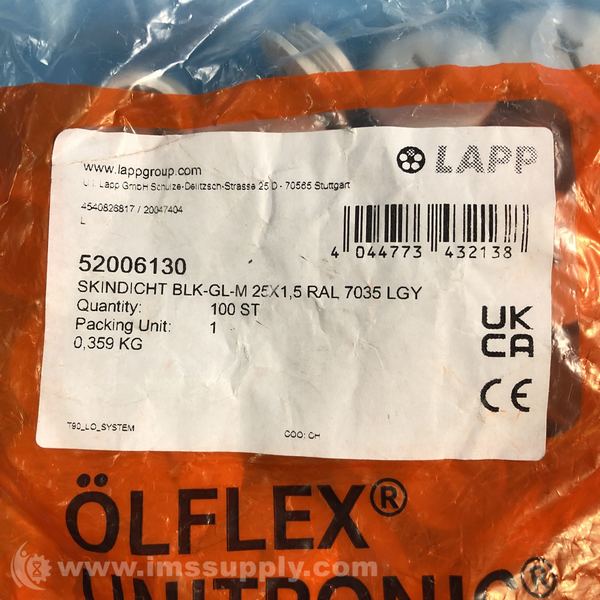 LAPP
www.lappgroup.com
U.I. Lapp GmbH Schulze-Delitzsch-Strasse 25 D - 70565 Stuttgart
4540826817 / 20047404
L
4 044773 432138
52006130
SKINDICHT BLK-GL-M 25X1,5 RAL 7035 LGY
Quantity: 100 ST
Packing Unit: 1
0,359 KG
UK
CA
CE
T90_LO_SYSTEM
COO: CH
ÖLFLEX®
UNITRONIC®
© www.imssupply.com